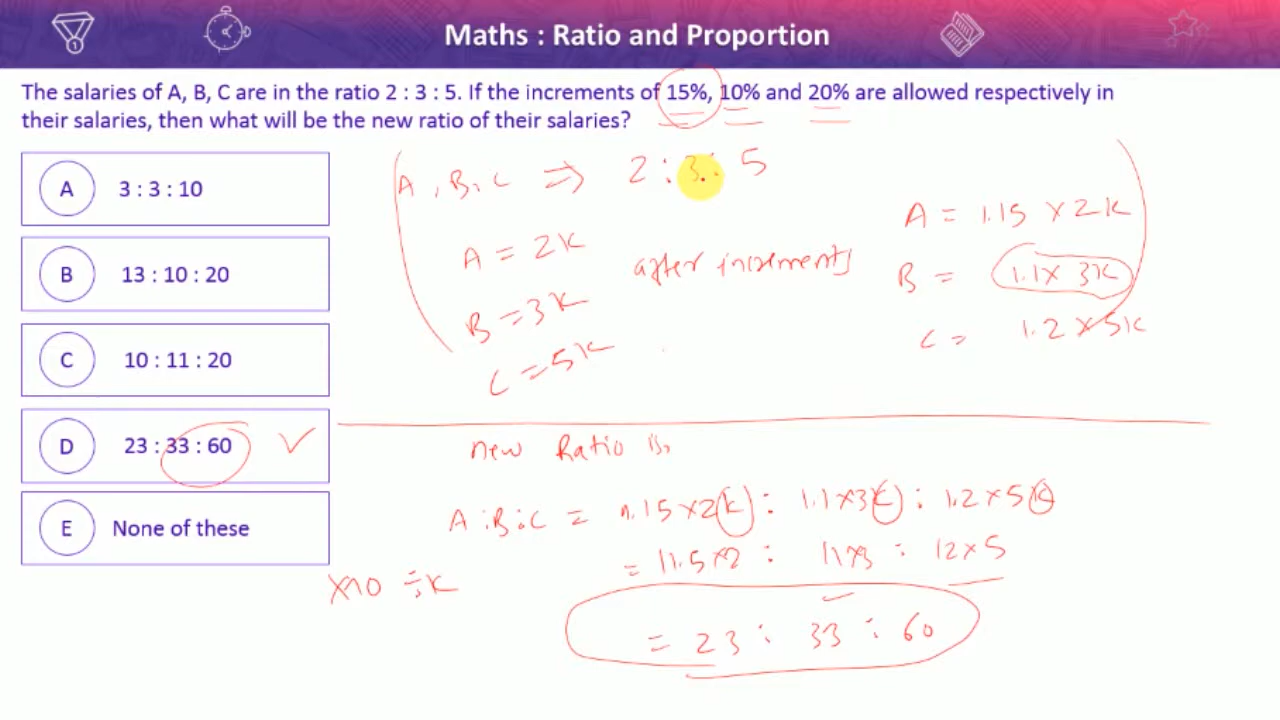 Maths : Ratio and Proportion
The salaries of A, B, C are in the ratio 2 : 3 : 5. If the increments of 15%, 10% and 20% are allowed respectively in
their salaries, then what will be the new ratio of their salaries?
A 3 : 3 : 10
B 13 : 10 : 20
C 10 : 11 : 20
D 23 : 33 : 60 ✓
E None of these
A, B, C ⇒ 2 : 3 : 5
A = 2K
B = 3K
C = 5K
after increments
A = 1.15 × 2K
B = 1.1 × 3K
C = 1.2 × 5K
new Ratio is,
A : B : C = 1.15 × 2K : 1.1 × 3K : 1.2 × 5K
= 11.5 × 2 : 11 × 3 : 12 × 5
×10 ÷ K
= 23 : 33 : 60